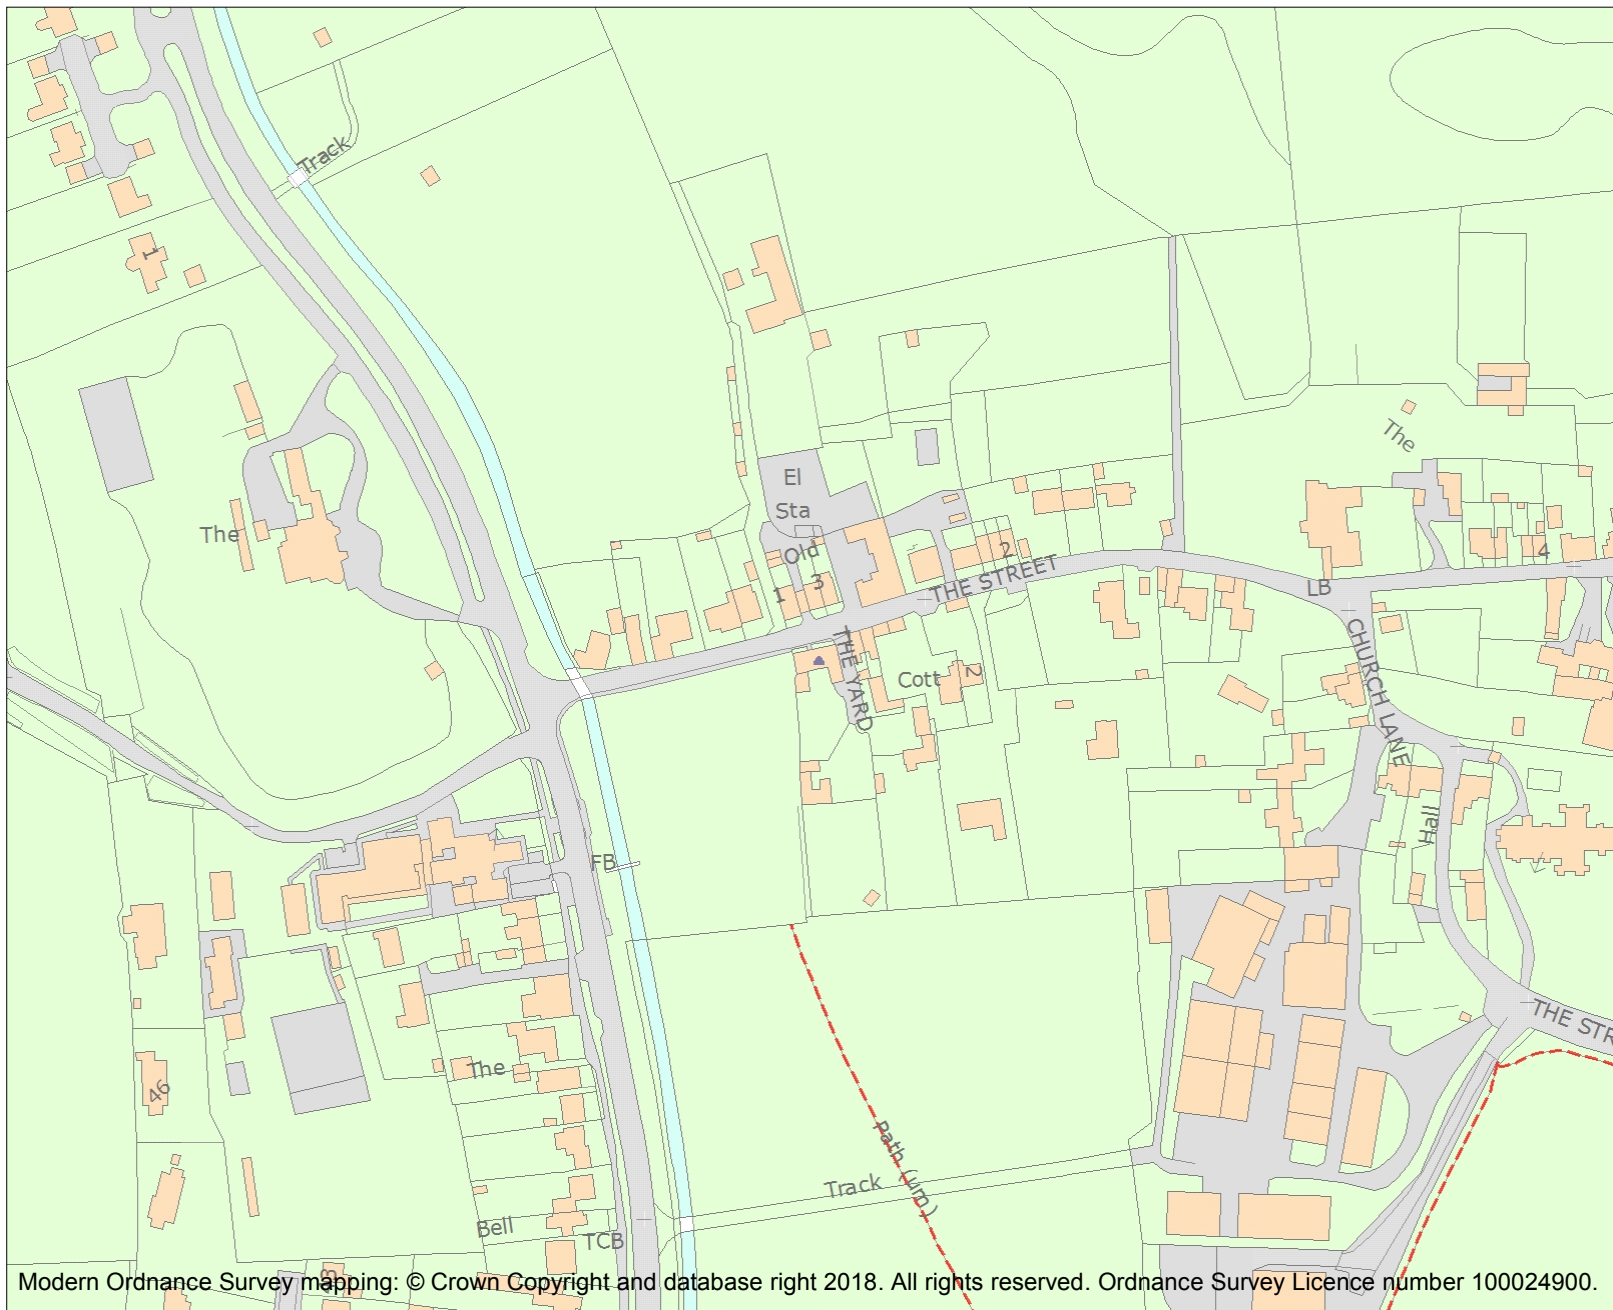 Track
1
The
The
El
Sta
Old
1
3
2
THE STREET
4
LB
THE YARD
Cott
2
CHURCH LANE
Hall
FB
THE STR
The
46
Path (um)
Track
Bell
TCB
Modern Ordnance Survey mapping: © Crown Copyright and database right 2018. All rights reserved. Ordnance Survey Licence number 100024900.